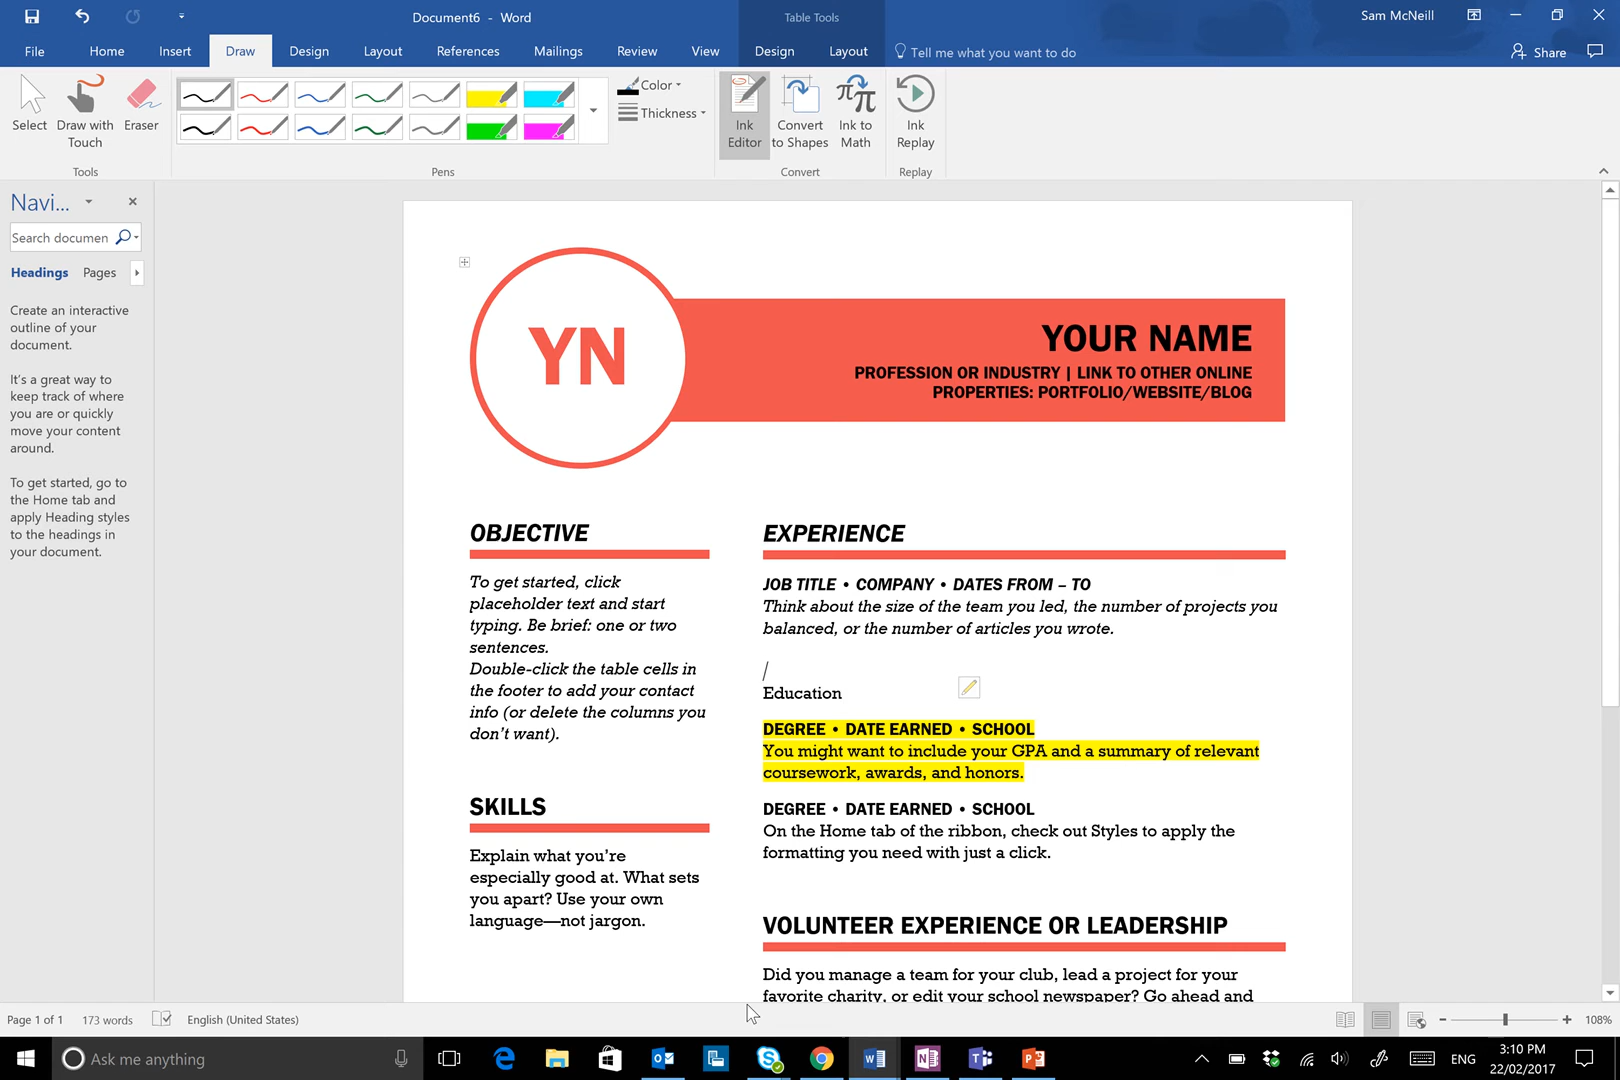 Document6 - Word
Table Tools
Sam McNeill
File
Home
Insert
Draw
Design
Layout
References
Mailings
Review
View
Design
Layout
Tell me what you want to do
Share
Select
Draw with
Touch
Eraser
Color
Thickness
Ink
Editor
Convert
to Shapes
Ink to
Math
Ink
Replay
Tools
Pens
Convert
Replay
Navi...
Search documen
Headings
Pages
Create an interactive
outline of your
document.
It's a great way to
keep track of where
you are or quickly
move your content
around.
To get started, go to
the Home tab and
apply Heading styles
to the headings in
your document.
YN
YOUR NAME
PROFESSION OR INDUSTRY | LINK TO OTHER ONLINE
PROPERTIES: PORTFOLIO/WEBSITE/BLOG
OBJECTIVE
To get started, click
placeholder text and start
typing. Be brief: one or two
sentences.
Double-click the table cells in
the footer to add your contact
info (or delete the columns you
don't want).
SKILLS
Explain what you're
especially good at. What sets
you apart? Use your own
language—not jargon.
EXPERIENCE
JOB TITLE • COMPANY • DATES FROM – TO
Think about the size of the team you led, the number of projects you
balanced, or the number of articles you wrote.
Education
DEGREE • DATE EARNED • SCHOOL
You might want to include your GPA and a summary of relevant
coursework, awards, and honors.
DEGREE • DATE EARNED • SCHOOL
On the Home tab of the ribbon, check out Styles to apply the
formatting you need with just a click.
VOLUNTEER EXPERIENCE OR LEADERSHIP
Did you manage a team for your club, lead a project for your
favorite charity, or edit your school newspaper? Go ahead and
Page 1 of 1
173 words
English (United States)
108%
Ask me anything
ENG
3:10 PM
22/02/2017